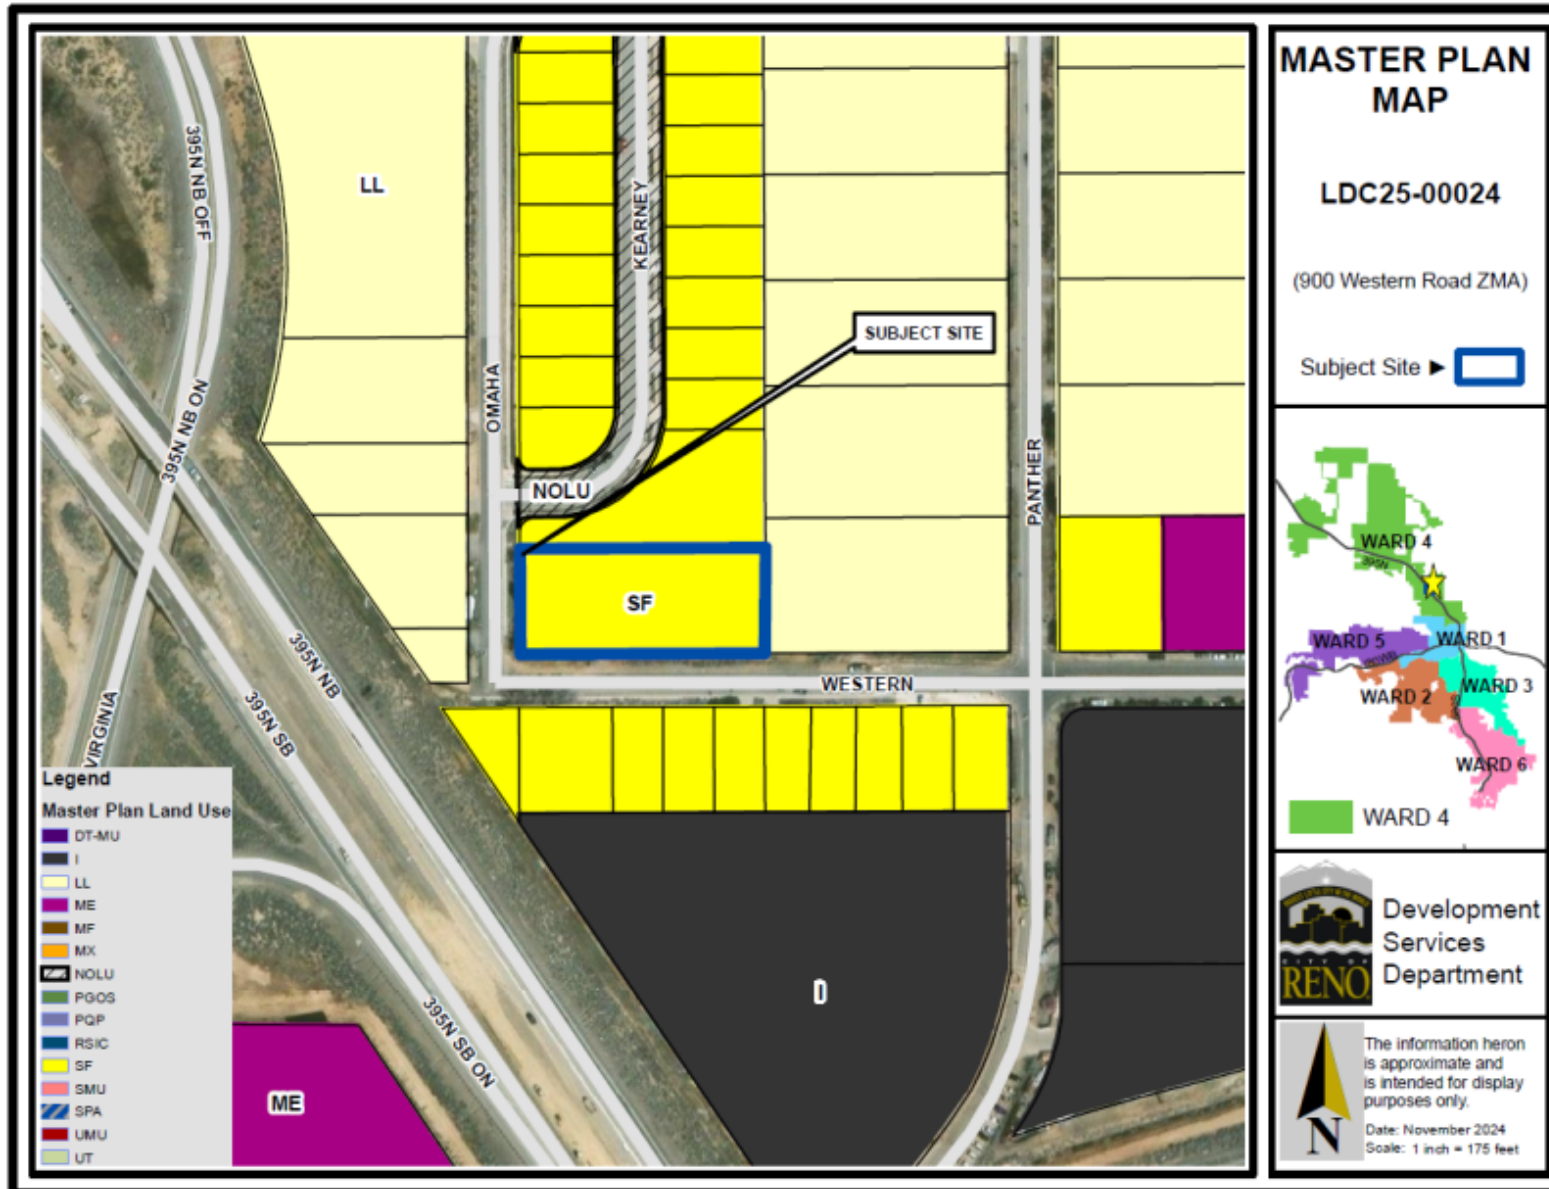 MASTER PLAN
MAP
LDC25-00024
(900 Western Road ZMA)
Subject Site ►
395N NB OFF
LL
KEARNEY
SUBJECT SITE
OMAHA
395N NB ON
PANTHER
NOLU
SF
395N NB
WESTERN
395N SB
VIRGINIA
I
395N SB ON
ME
Legend
Master Plan Land Use
DT-MU
I
LL
ME
MF
MX
NOLU
PGOS
PQP
RSIC
SF
SMU
SPA
UMU
UT
WARD 4
395N
WARD 5
WARD 1
WARD 2
WARD 3
WARD 6
WARD 4
CITY OF
RENO
Development
Services
Department
The information heron
is approximate and
is intended for display
purposes only.
Date: November 2024
Scale: 1 inch = 175 feet
N